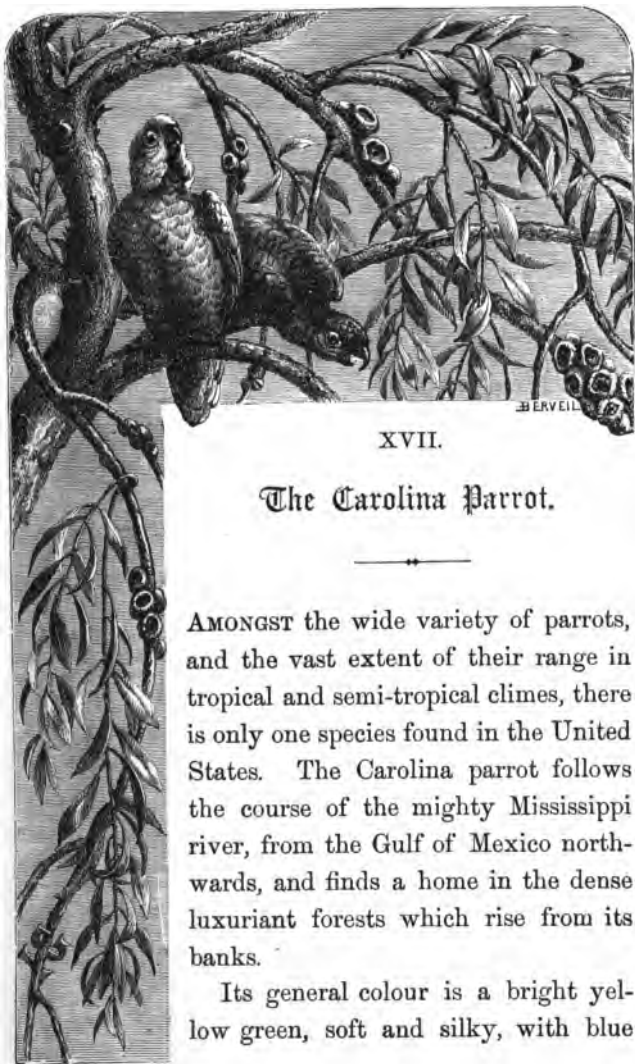 BERVEIL
XVII.
The Carolina Parrot.
AMONGST the wide variety of parrots,
and the vast extent of their range in
tropical and semi-tropical climes, there
is only one species found in the United
States. The Carolina parrot follows
the course of the mighty Mississippi
river, from the Gulf of Mexico north-
wards, and finds a home in the dense
luxuriant forests which rise from its
banks.
Its general colour is a bright yel-
low green, soft and silky, with blue